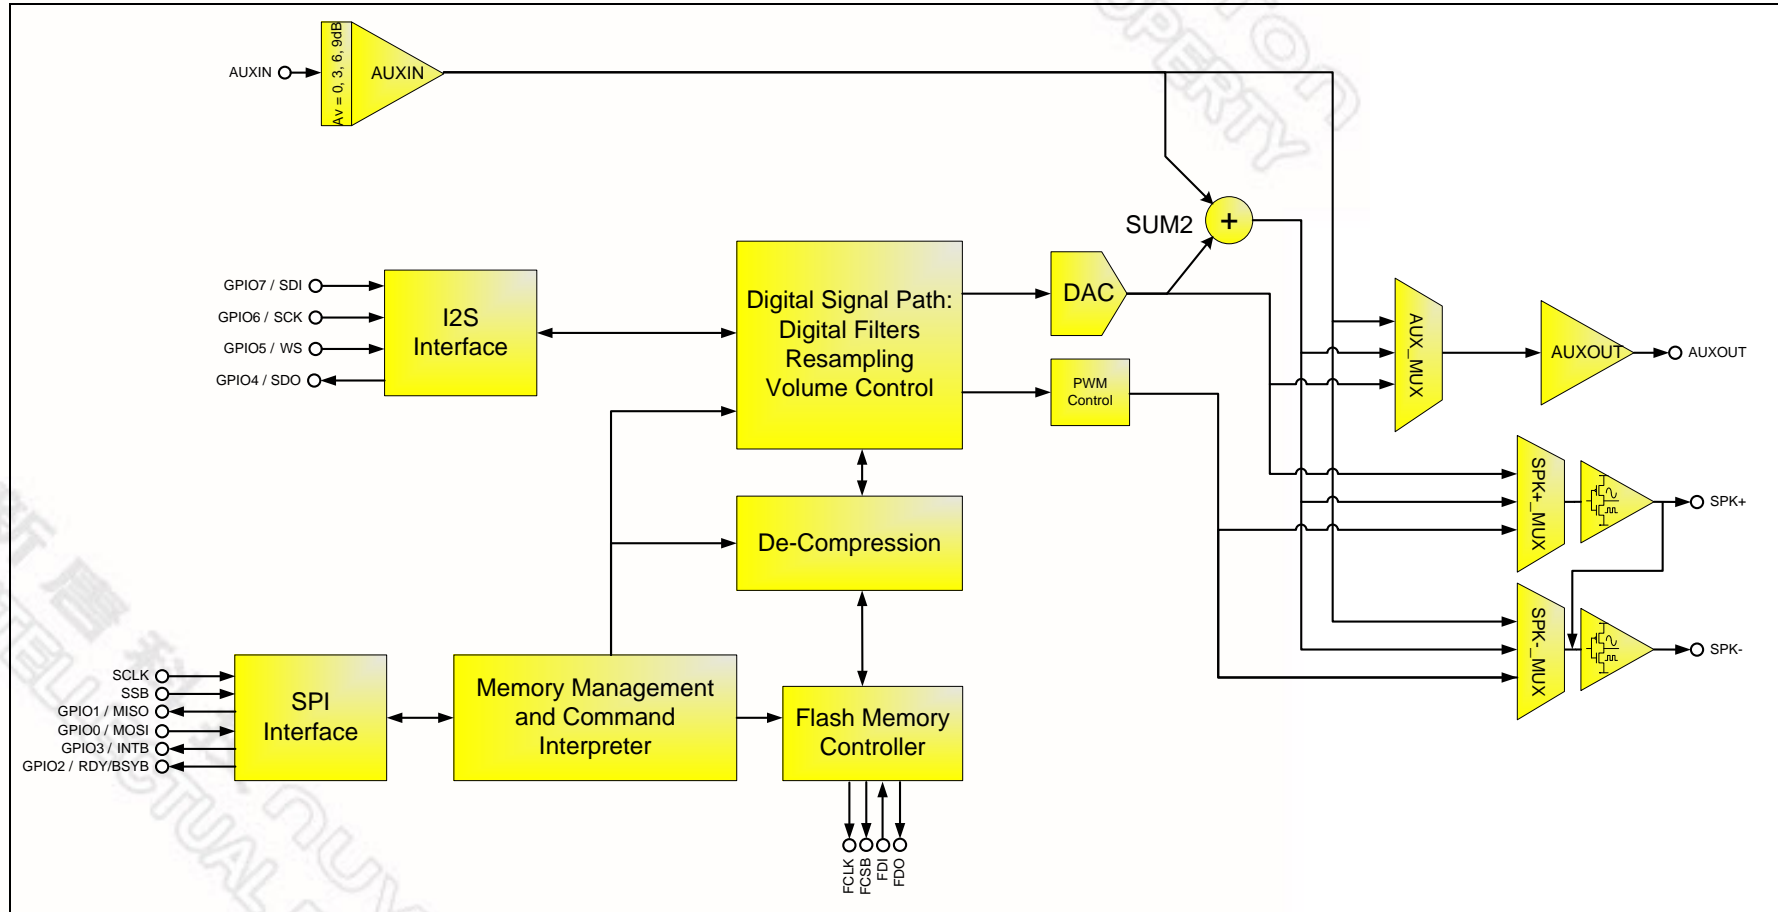 AUXIN
Av = 0, 3, 6, 9dB
AUXIN
SUM2
+
GPIO7 / SDI
GPIO6 / SCK
GPIO5 / WS
GPIO4 / SDO
I2S
Interface
Digital Signal Path:
Digital Filters
Resampling
Volume Control
DAC
PWM
Control
AUX_MUX
AUXOUT
AUXOUT
SPK+_MUX
SPK+
De-Compression
SPK-_MUX
SPK-
SCLK
SSB
GPIO1 / MISO
GPIO0 / MOSI
GPIO3 / INTB
GPIO2 / RDY/BSYB
SPI
Interface
Memory Management
and Command
Interpreter
Flash Memory
Controller
FCLK
FCSB
FDI
FDO